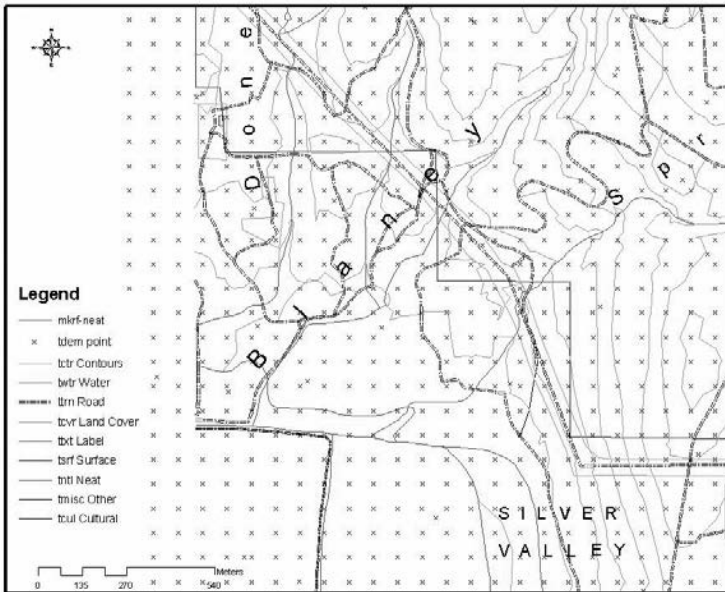 D o n e
B l a n e y
S p r
Legend
mkrf-neat
tdem point
tctr Contours
twtr Water
ttrn Road
tcvr Land Cover
ttxt Label
tsrf Surface
tntl Neat
tmisc Other
tcul Cultural
Meters
0 135 270 540
SILVER
VALLEY